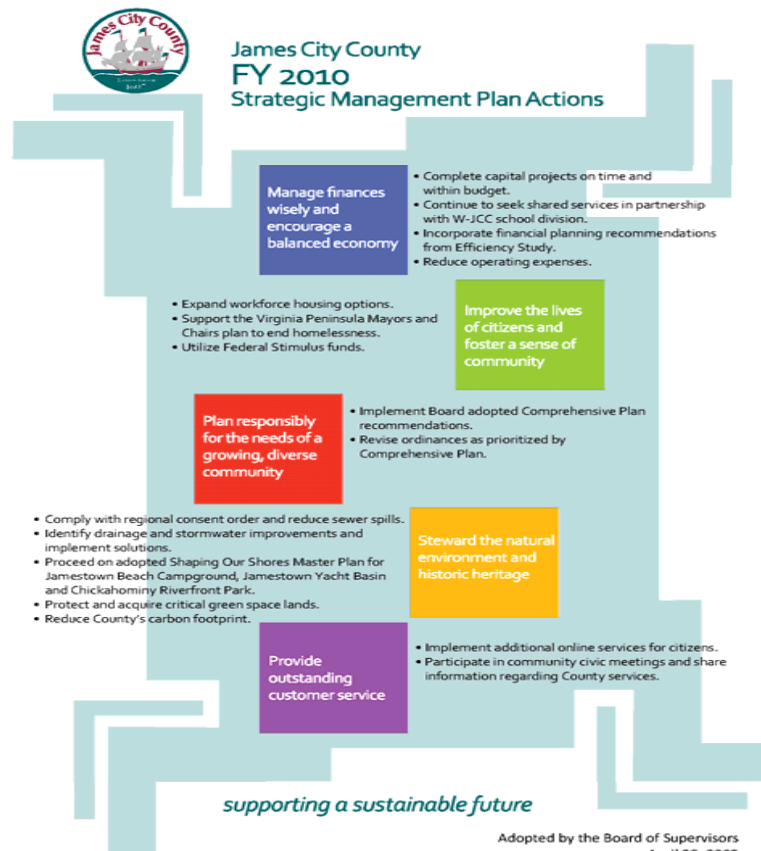 James City County
James City County
FY 2010
Strategic Management Plan Actions
Manage finances
wisely and
encourage a
balanced economy
• Complete capital projects on time and
within budget.
• Continue to seek shared services in partnership
with W-JCC school division.
• Incorporate financial planning recommendations
from Efficiency Study.
• Reduce operating expenses.
• Expand workforce housing options.
• Support the Virginia Peninsula Mayors and
Chairs plan to end homelessness.
• Utilize Federal Stimulus funds.
Improve the lives
of citizens and
foster a sense of
community
Plan responsibly
for the needs of a
growing, diverse
community
• Implement Board adopted Comprehensive Plan
recommendations.
• Revise ordinances as prioritized by
Comprehensive Plan.
• Comply with regional consent order and reduce sewer spills.
• Identify drainage and stormwater improvements and
implement solutions.
• Proceed on adopted Shaping Our Shores Master Plan for
Jamestown Beach Campground, Jamestown Yacht Basin
and Chickahominy Riverfront Park.
• Protect and acquire critical green space lands.
• Reduce County's carbon footprint.
Steward the natural
environment and
historic heritage
Provide
outstanding
customer service
• Implement additional online services for citizens.
• Participate in community civic meetings and share
information regarding County services.
supporting a sustainable future
Adopted by the Board of Supervisors